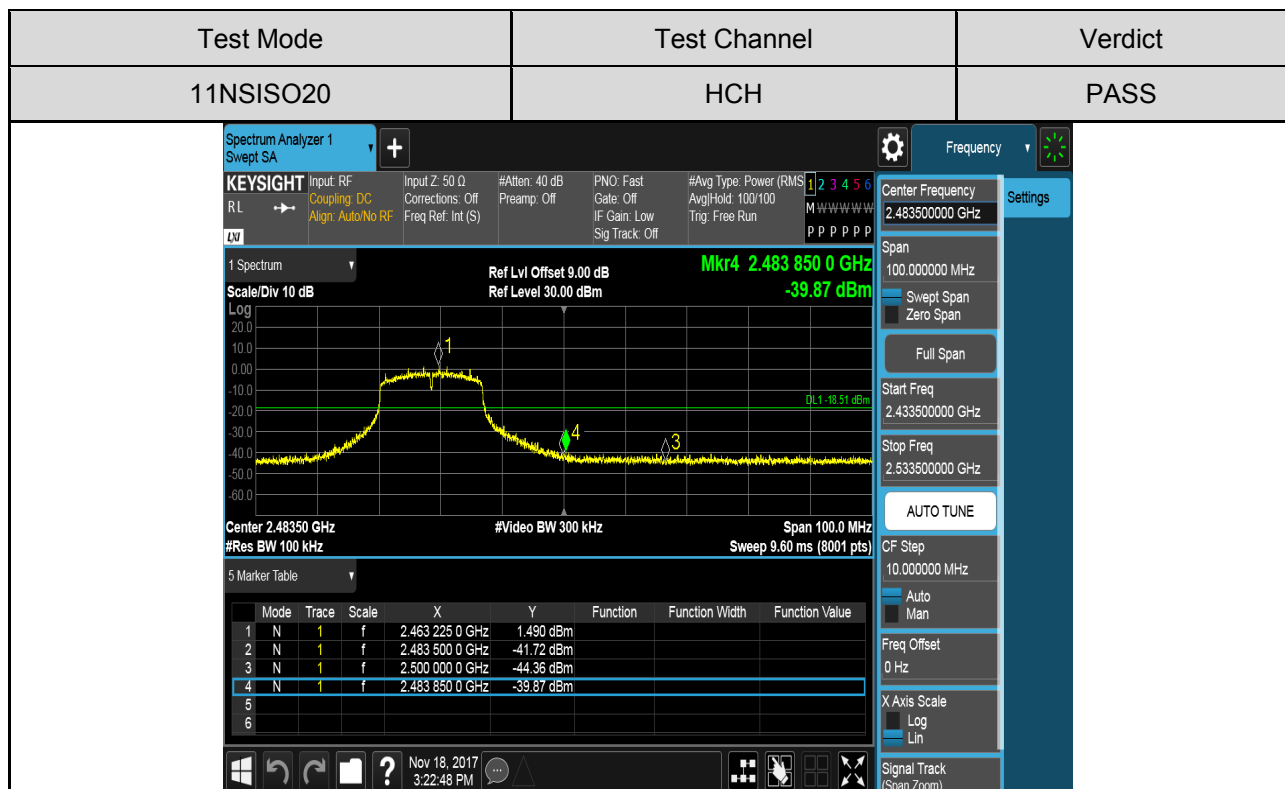 Test Mode Test Channel Verdict
11NSISO20 HCH PASS
Spectrum Analyzer 1
Swept SA
+
Frequency
KEYSIGHT Input: RF Input Z: 50 Ω #Atten: 40 dB PNO: Fast #Avg Type: Power (RMS 1 2 3 4 5 6
RL Coupling: DC Corrections: Off Preamp: Off Gate: Off Avg|Hold: 100/100 M W W W W W
Align: Auto/No RF Freq Ref: Int (S) IF Gain: Low Trig: Free Run
LXI Sig Track: Off P P P P P P
1 Spectrum
Ref Lvl Offset 9.00 dB
Mkr4 2.483 850 0 GHz
Scale/Div 10 dB Ref Level 30.00 dBm -39.87 dBm
Log
20.0
10.0
0.00
-10.0
-20.0
-30.0
-40.0
-50.0
-60.0
1
DL1 -18.51 dBm
4
3
Center 2.48350 GHz #Video BW 300 kHz Span 100.0 MHz
#Res BW 100 kHz Sweep 9.60 ms (8001 pts)
5 Marker Table
Mode Trace Scale X Y Function Function Width Function Value
1 N 1 f 2.463 225 0 GHz 1.490 dBm
2 N 1 f 2.483 500 0 GHz -41.72 dBm
3 N 1 f 2.500 000 0 GHz -44.36 dBm
4 N 1 f 2.483 850 0 GHz -39.87 dBm
5
6
?
Nov 18, 2017
3:22:48 PM
Center Frequency
2.483500000 GHz
Settings
Span
100.000000 MHz
Swept Span
Zero Span
Full Span
Start Freq
2.433500000 GHz
Stop Freq
2.533500000 GHz
AUTO TUNE
CF Step
10.000000 MHz
Auto
Man
Freq Offset
0 Hz
X Axis Scale
Log
Lin
Signal Track
(Span Zoom)